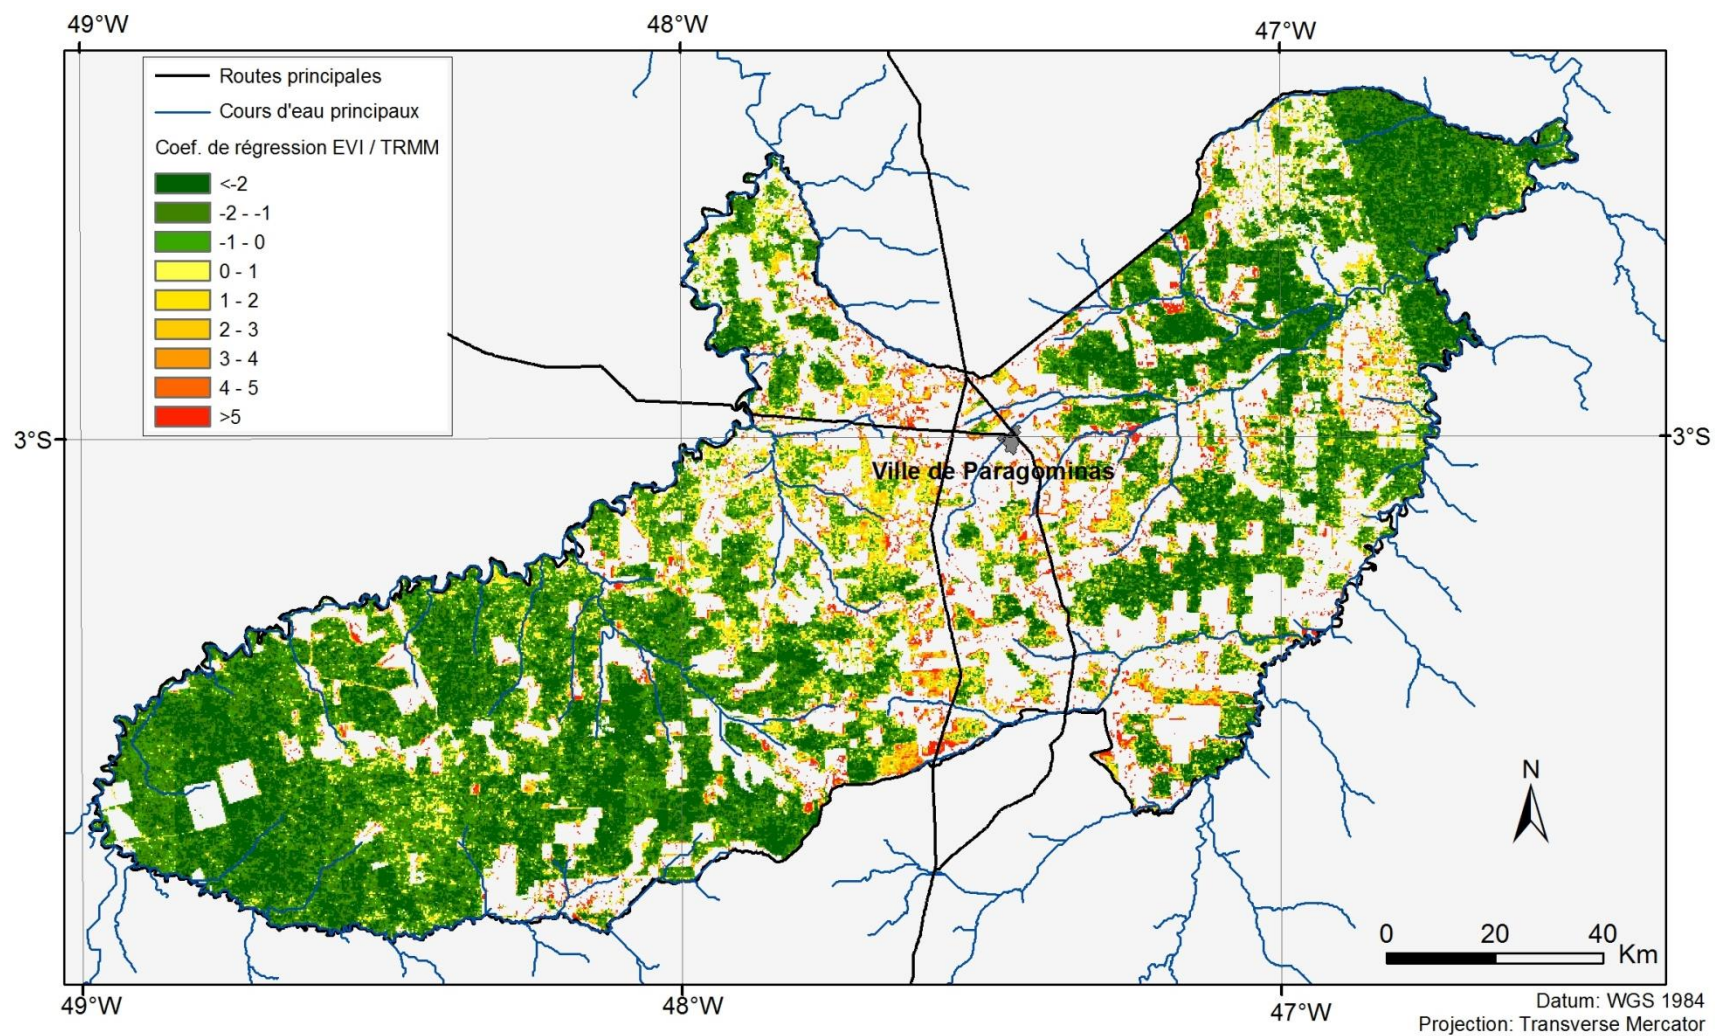 49°W
48°W
47°W
Routes principales
Cours d'eau principaux
Coef. de régression EVI / TRMM
<-2
-2 - -1
-1 - 0
0 - 1
1 - 2
2 - 3
3 - 4
4 - 5
>5
3°S
3°S
Ville de Paragominas
N
0 20 40
Km
49°W
48°W
47°W
Datum: WGS 1984
Projection: Transverse Mercator